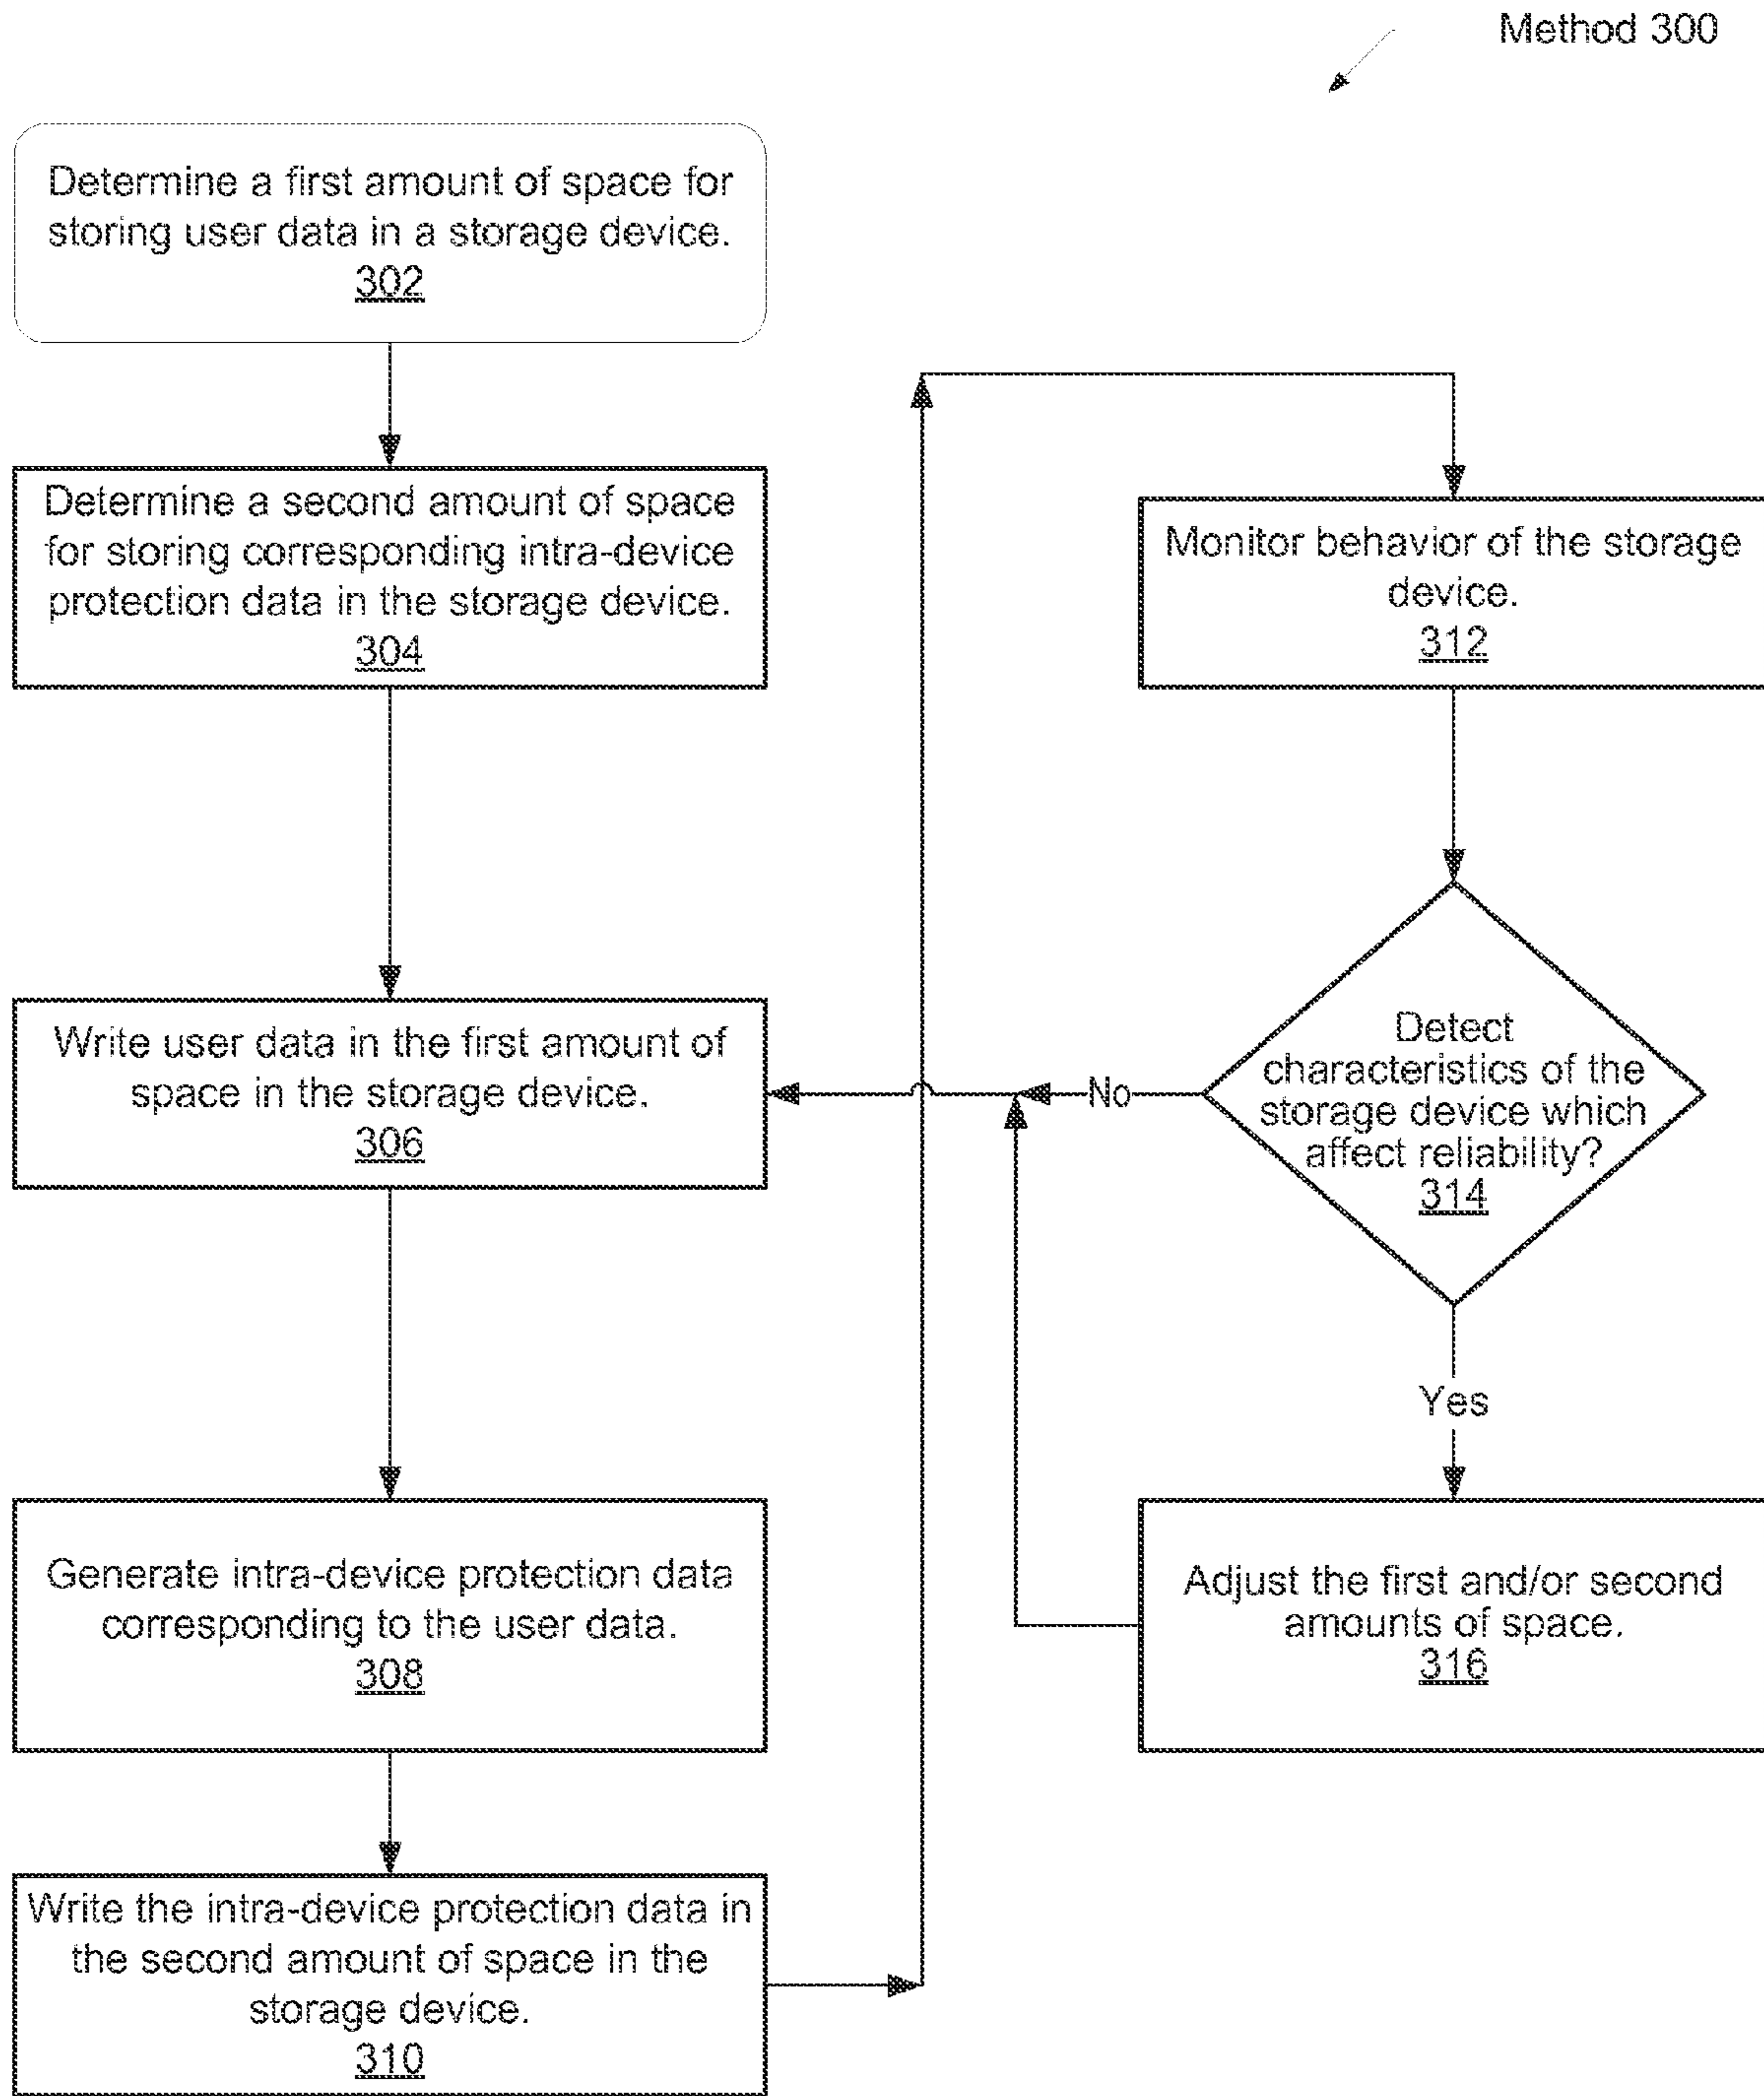 Method 300
Determine a first amount of space for
storing user data in a storage device.
302
Determine a second amount of space
for storing corresponding intra-device
protection data in the storage device.
304
Write user data in the first amount of
space in the storage device.
306
Generate intra-device protection data
corresponding to the user data.
308
Write the intra-device protection data in
the second amount of space in the
storage device.
310
Monitor behavior of the storage
device.
312
Detect
characteristics of the
storage device which
affect reliability?
314
No
Yes
Adjust the first and/or second
amounts of space.
316